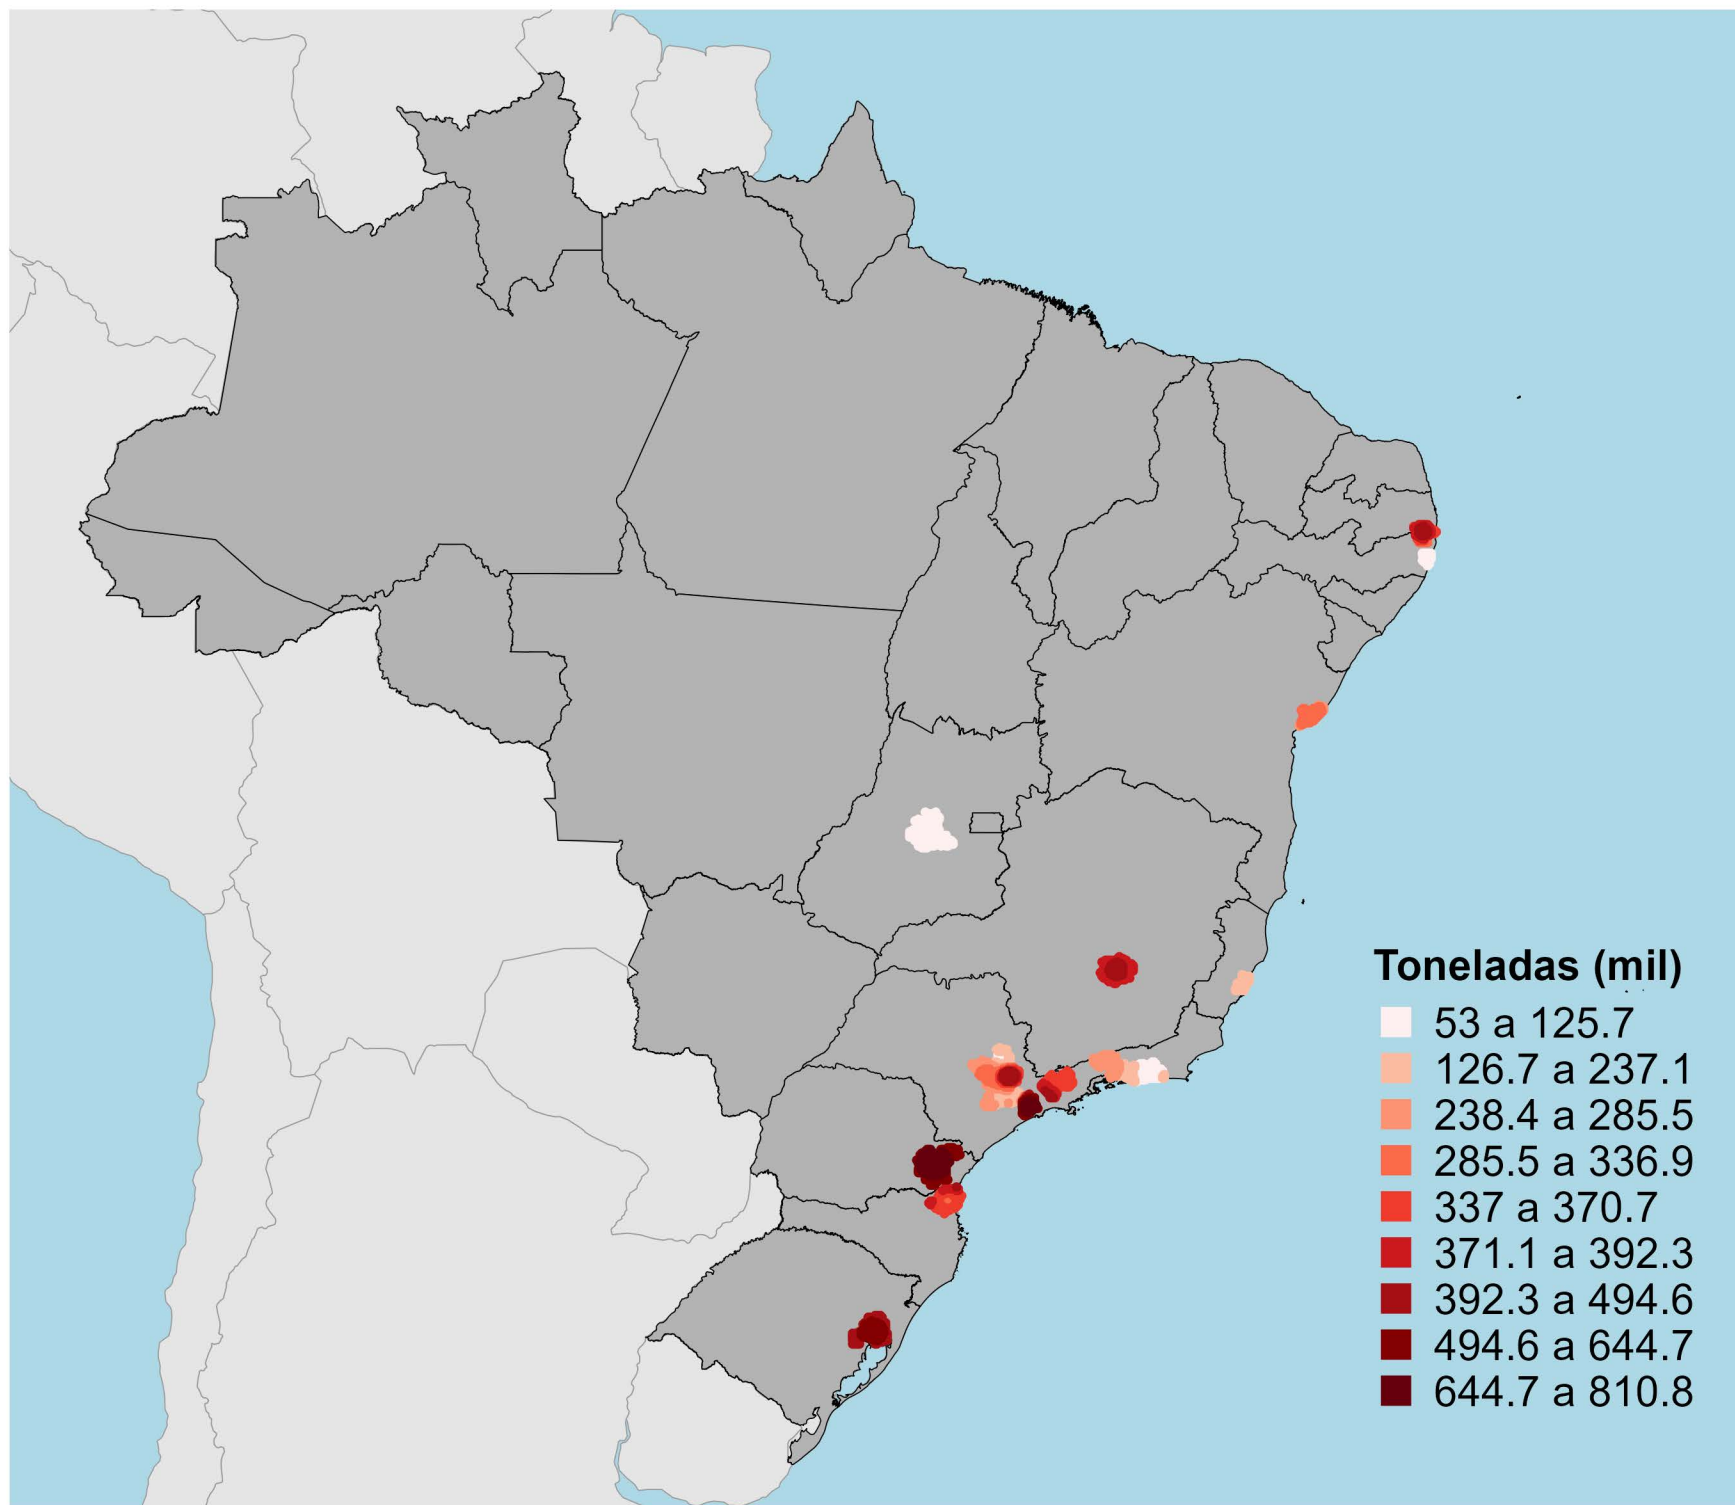 Toneladas (mil)
53 a 125.7
126.7 a 237.1
238.4 a 285.5
285.5 a 336.9
337 a 370.7
371.1 a 392.3
392.3 a 494.6
494.6 a 644.7
644.7 a 810.8